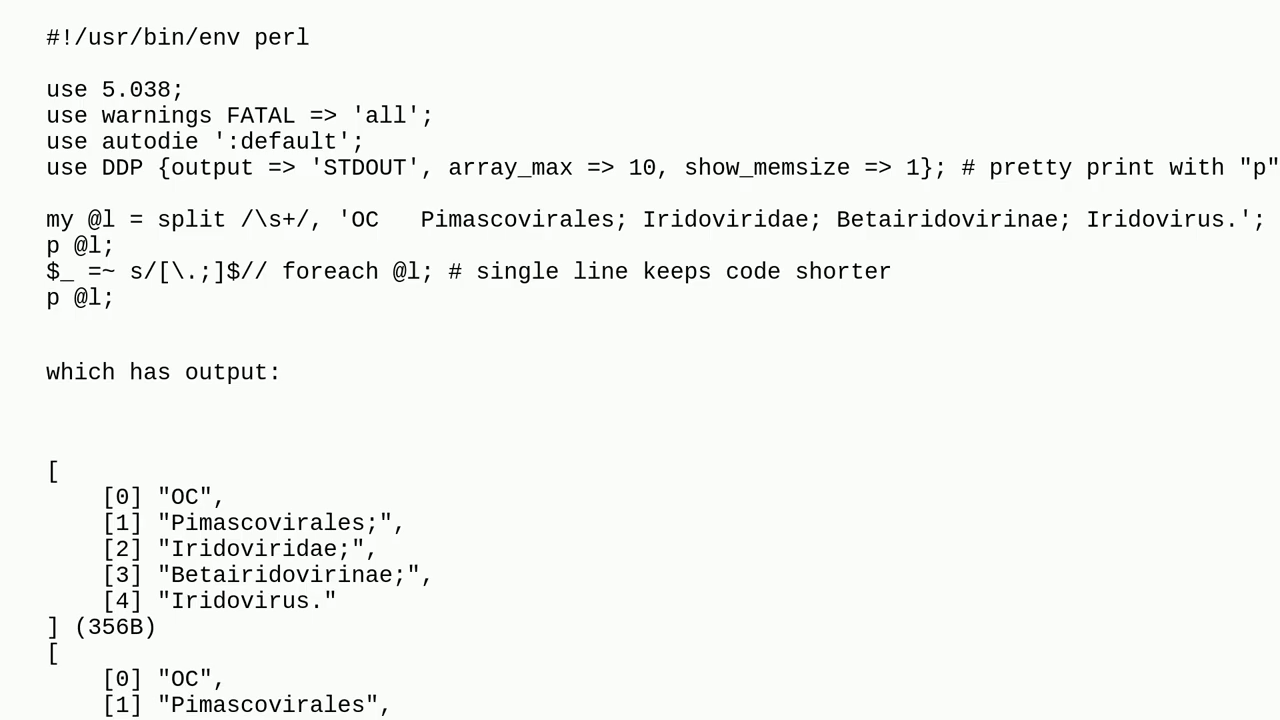 #!/usr/bin/env perl
use 5.038;
use warnings FATAL => 'all';
use autodie ':default';
use DDP {output => 'STDOUT', array_max => 10, show_memsize => 1}; # pretty print with "p"
my @l = split /\s+/, 'OC   Pimascovirales; Iridoviridae; Betairidovirinae; Iridovirus.';
p @l;
$_ =~ s/[\.;]$// foreach @l; # single line keeps code shorter
p @l;
which has output:
[
    [0] "OC",
    [1] "Pimascovirales;",
    [2] "Iridoviridae;",
    [3] "Betairidovirinae;",
    [4] "Iridovirus."
] (356B)
[
    [0] "OC",
    [1] "Pimascovirales",